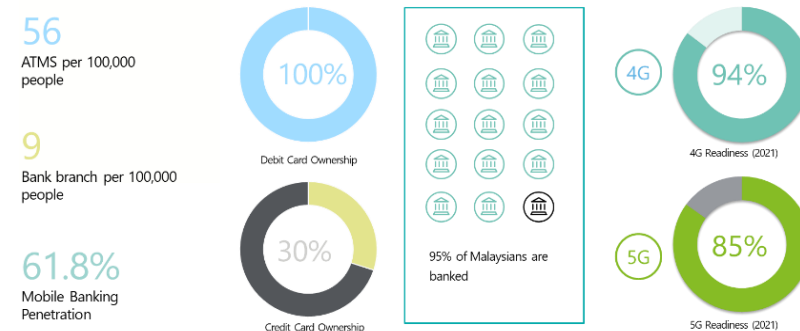 56
ATMS per 100,000
people
9
Bank branch per 100,000
people
61.8%
Mobile Banking
Penetration
100%
Debit Card Ownership
30%
Credit Card Ownership
95% of Malaysians are
banked
4G
94%
4G Readiness (2021)
5G
85%
5G Readiness (2021)